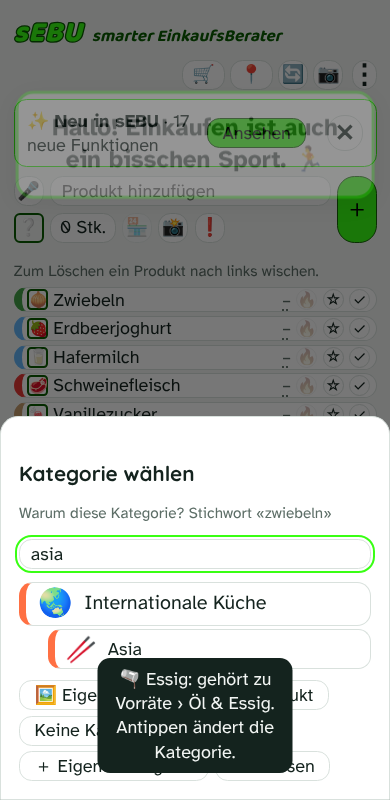 sEBU smarter EinkaufsBerater
✨ Neu in sEBU · 17
neue Funktionen
Ansehen
Hallo! Einkaufen ist auch
ein bisschen Sport. 🏃
Produkt hinzufügen
+
0 Stk.
Zum Löschen ein Produkt nach links wischen.
Zwiebeln
Erdbeerjoghurt
Hafermilch
Schweinefleisch
Vanillezucker
Kategorie wählen
Warum diese Kategorie? Stichwort «zwiebeln»
asia
Internationale Küche
Asia
Essig: gehört zu
Vorräte › Öl & Essig.
Antippen ändert die
Kategorie.